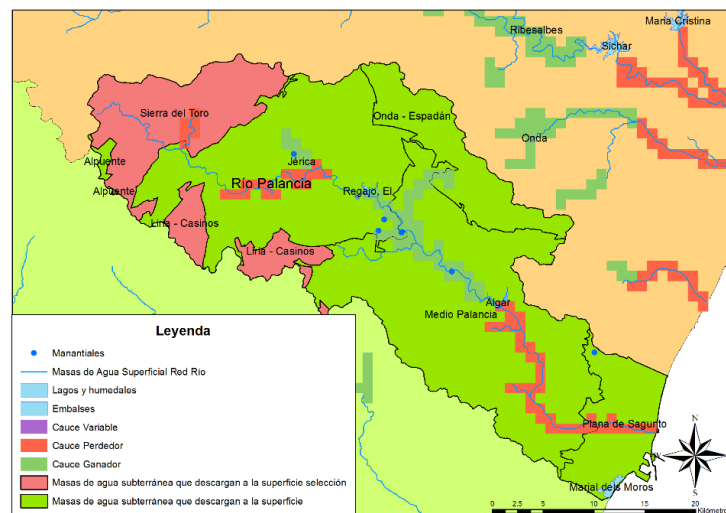 Maria Cristina
Ribesalbes
Sichar
Sierra del Toro
Onda - Espadán
Onda
Alpuente
Jérica
Río Palancia
Alpuente
Regajo, El
Liria - Casinos
Liria - Casinos
Algar
Medio Palancia
Plana de Sagunto
Marjal dels Moros
Leyenda
Manantiales
Masas de Agua Superficial Red Río
Lagos y humedales
Embalses
Cauce Variable
Cauce Perdedor
Cauce Ganador
Masas de agua subterránea que descargan a la superficie selección
Masas de agua subterránea que descargan a la superficie
N
S
0 2.5 5 10 15 20